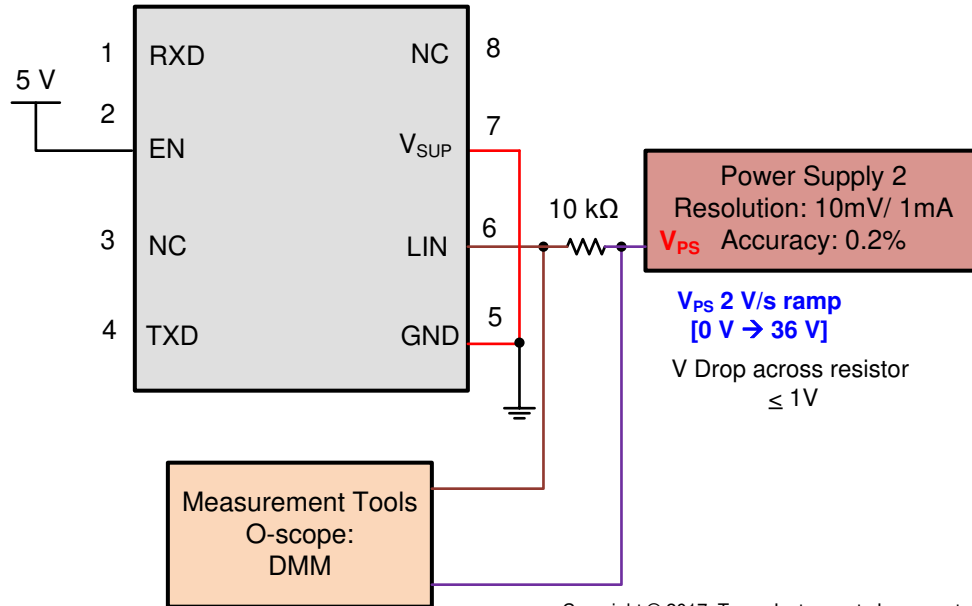 1
RXD
NC
8
5 V
2
EN
7
VSUP
3
NC
6
LIN
10 kΩ
4
TXD
5
GND
Power Supply 2
Resolution: 10mV/ 1mA
VPS Accuracy: 0.2%
VPS 2 V/s ramp
[0 V → 36 V]
V Drop across resistor
≤ 1V
Measurement Tools
O-scope:
DMM